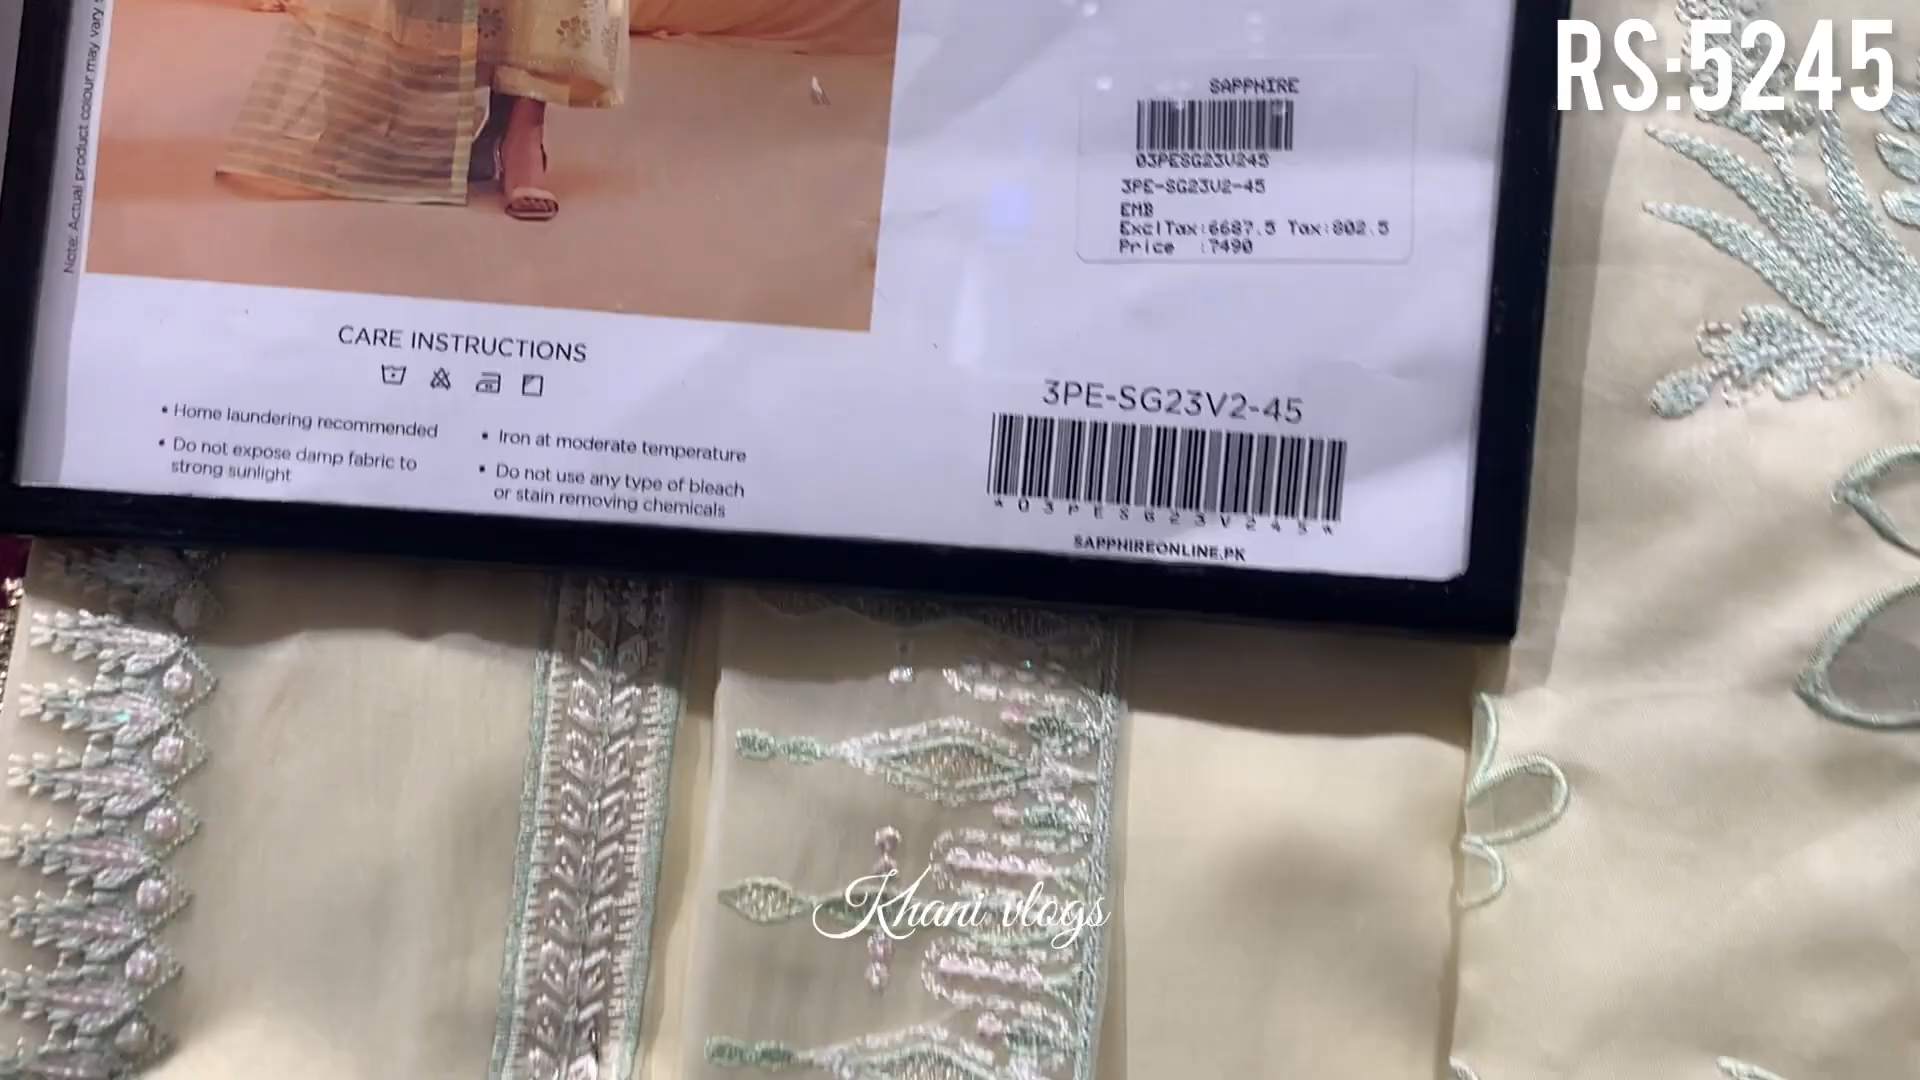 RS:5245
Note: Actual product colour may vary
SAPPHIRE
03PESG23V245
3PE-SG23V2-45
EMB
ExclTax:6687.5 Tax:802.5
Price :7490
CARE INSTRUCTIONS
• Home laundering recommended
• Do not expose damp fabric to
strong sunlight
• Iron at moderate temperature
• Do not use any type of bleach
or stain removing chemicals
3PE-SG23V2-45
*03PESG23V245*
SAPPHIREONLINE.PK
Khani vlogs